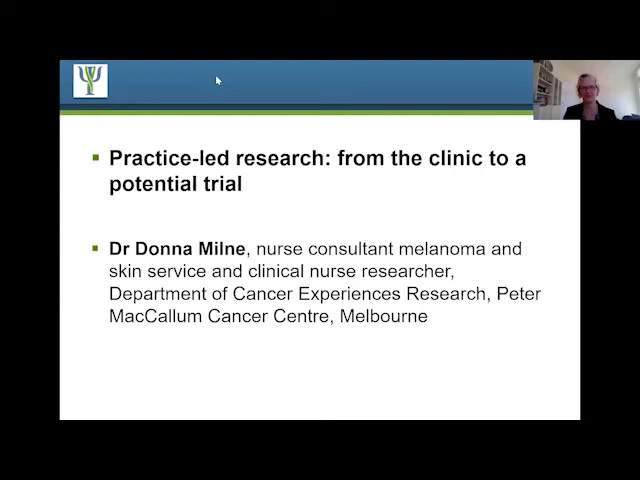 Practice-led research: from the clinic to a
potential trial
Dr Donna Milne, nurse consultant melanoma and
skin service and clinical nurse researcher,
Department of Cancer Experiences Research, Peter
MacCallum Cancer Centre, Melbourne